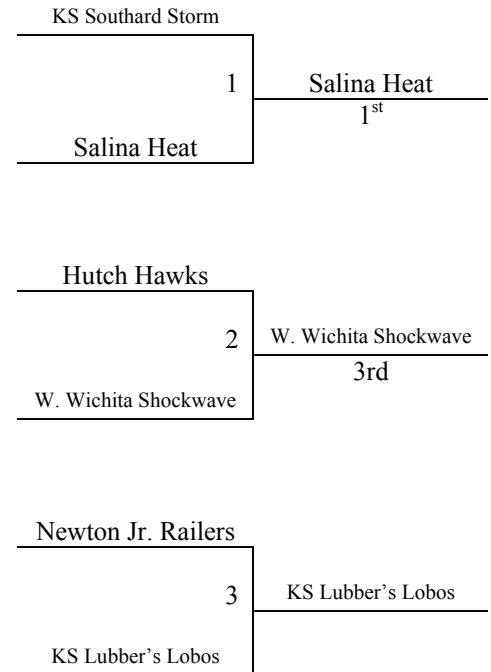 KS Southard Storm
1
Salina Heat
1st
Salina Heat
Hutch Hawks
2
W. Wichita Shockwave
3rd
W. Wichita Shockwave
Newton Jr. Railers
3
KS Lubber’s Lobos
KS Lubber’s Lobos